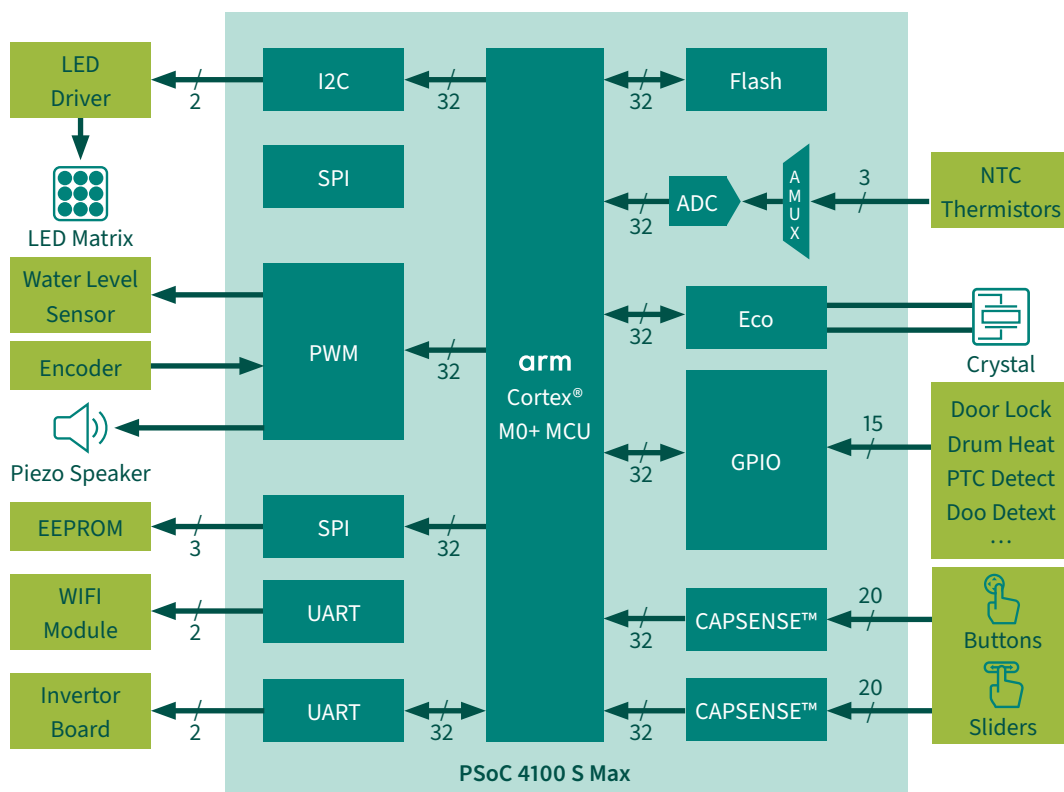 LED
Driver
2
I2C
32
32
Flash
LED Matrix
SPI
32
ADC
A
M
U
X
3
NTC
Thermistors
Water Level
Sensor
Encoder
Piezo Speaker
PWM
32
arm
Cortex®
M0+ MCU
32
Eco
Crystal
32
GPIO
15
Door Lock
Drum Heat
PTC Detect
Doo Detext
...
EEPROM
3
SPI
32
WIFI
Module
2
UART
32
CAPSENSE™
20
Buttons
Invertor
Board
2
UART
32
32
CAPSENSE™
20
Sliders
PSoC 4100 S Max